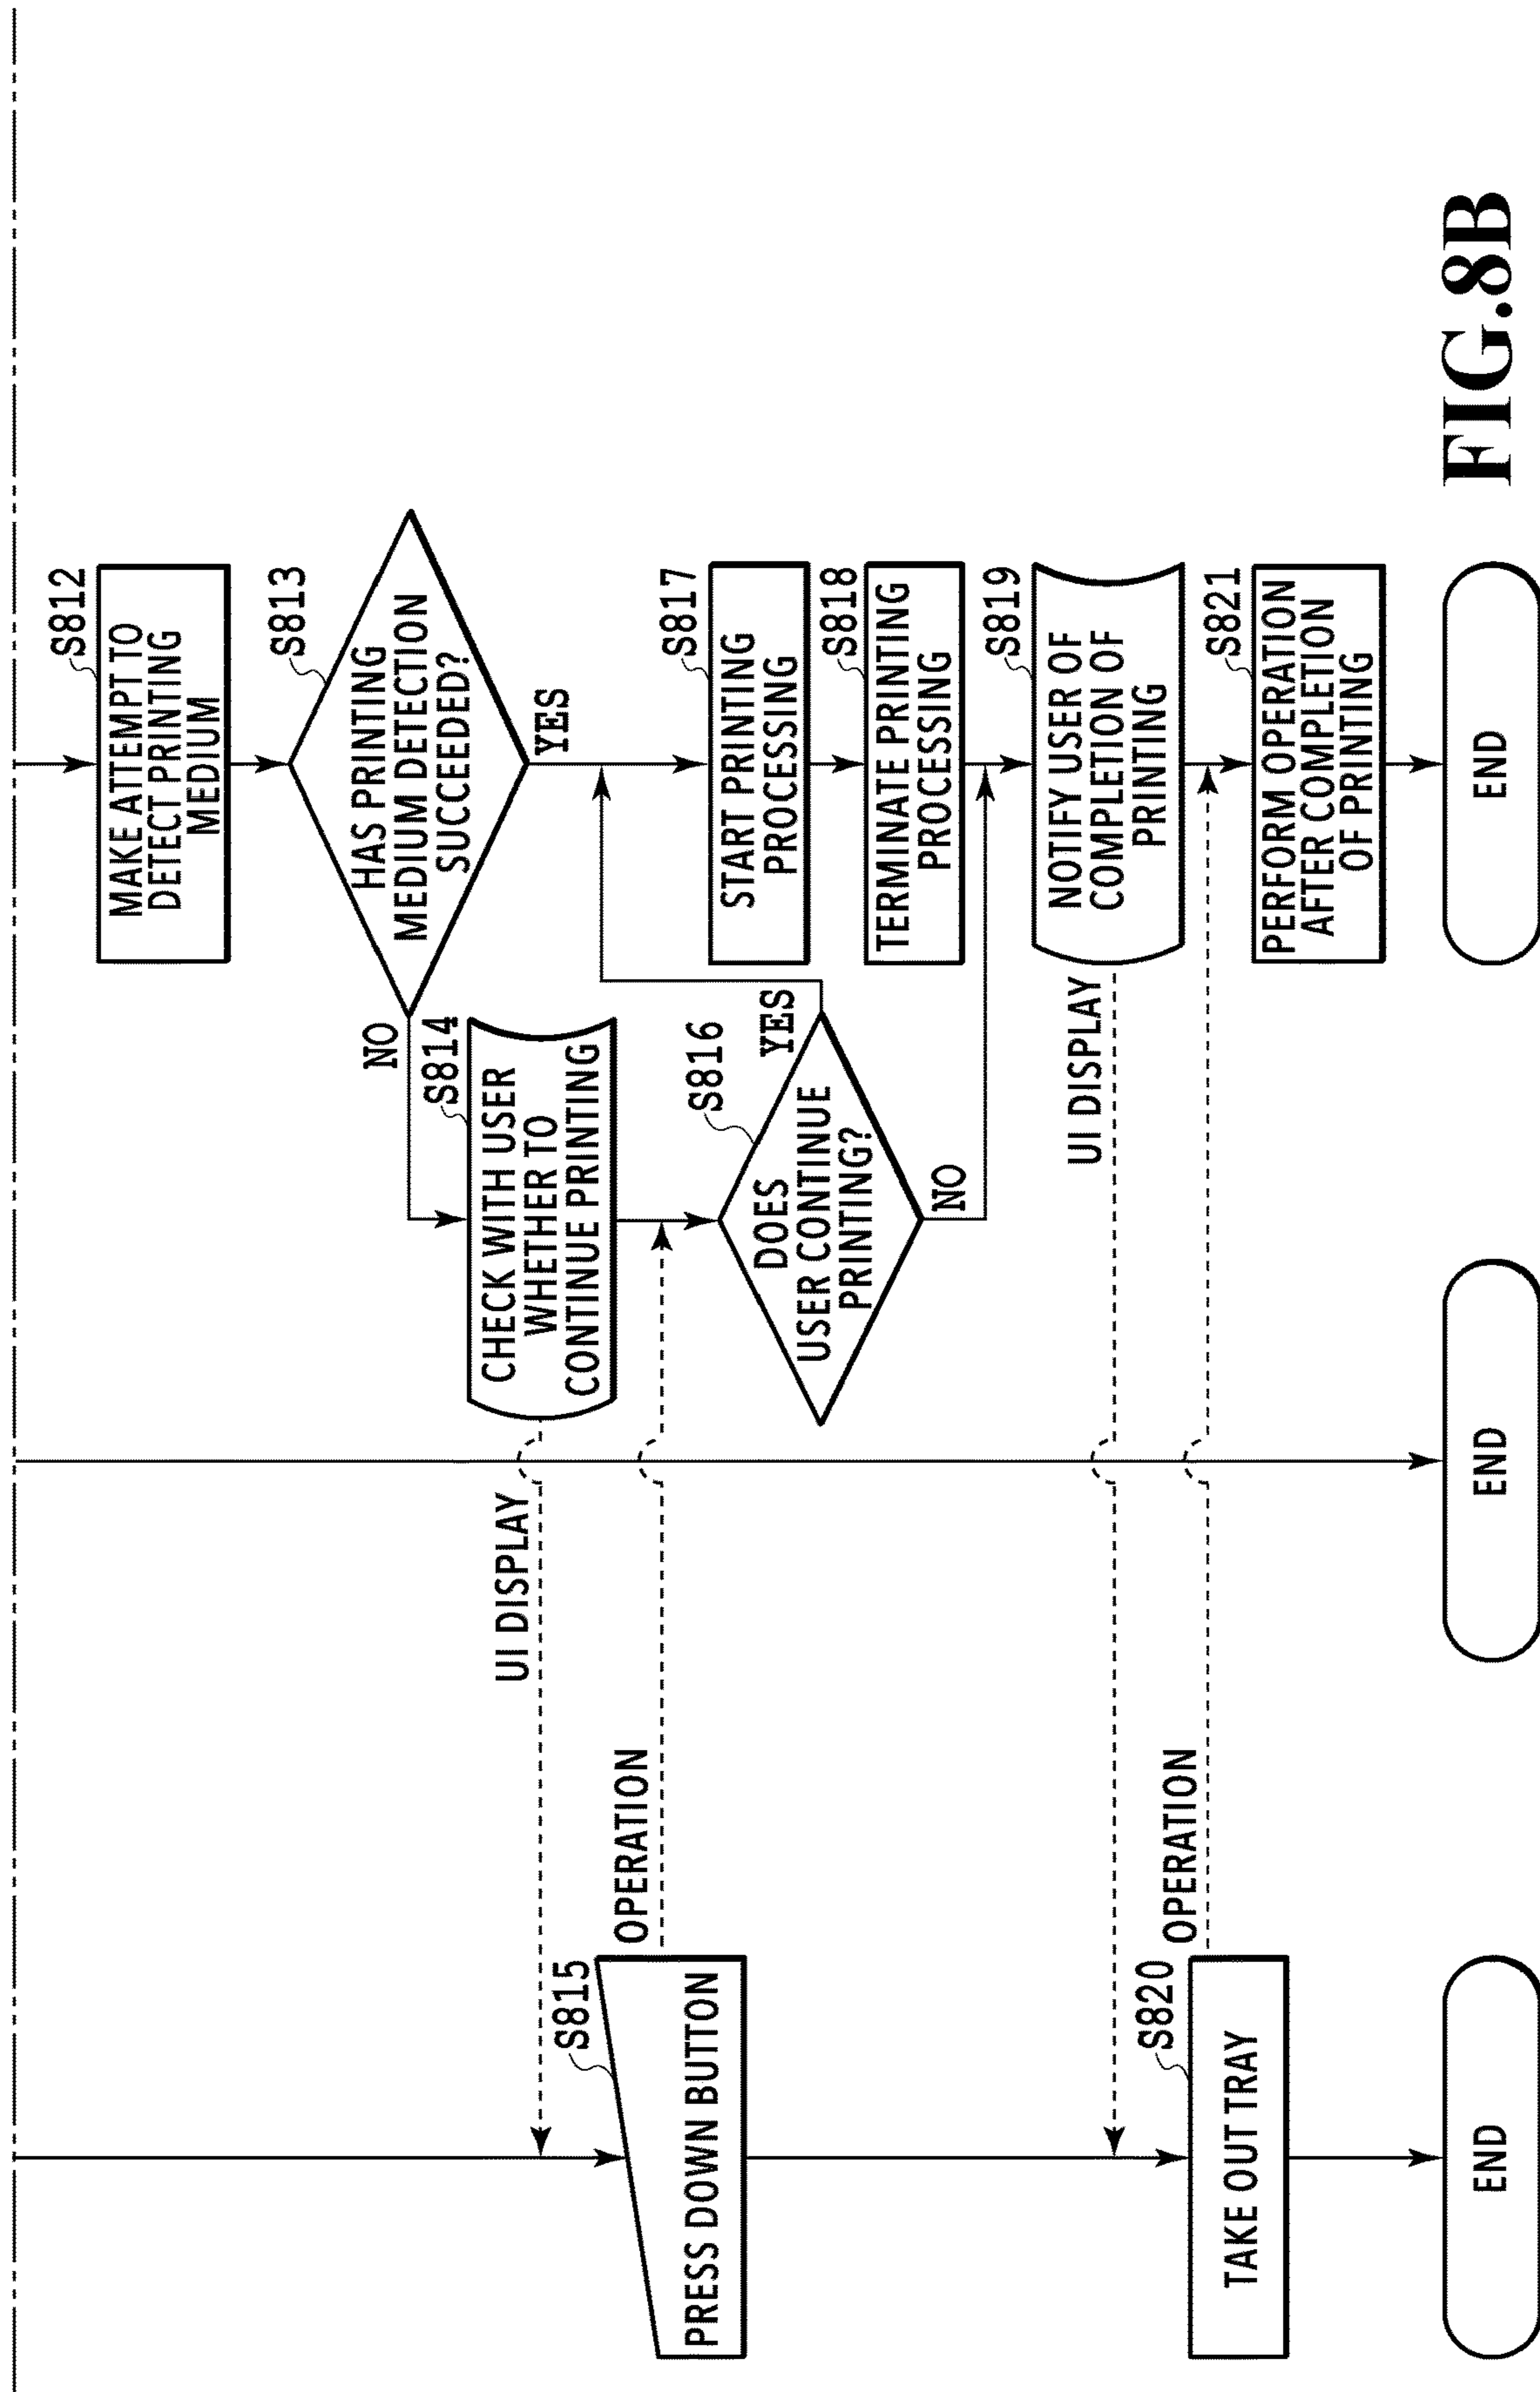 S812
MAKE ATTEMPT TO
DETECT PRINTING
MEDIUM
S813
HAS PRINTING
MEDIUM DETECTION
SUCCEEDED?
NO
YES
S814
CHECK WITH USER
WHETHER TO
CONTINUE PRINTING
UI DISPLAY
S815
PRESS DOWN BUTTON
OPERATION
S816
DOES
USER CONTINUE
PRINTING?
YES
NO
S817
START PRINTING
PROCESSING
S818
TERMINATE PRINTING
PROCESSING
S819
NOTIFY USER OF
COMPLETION OF
PRINTING
UI DISPLAY
S820
TAKE OUT TRAY
OPERATION
S821
PERFORM OPERATION
AFTER COMPLETION
OF PRINTING
END
END
END
FIG.8B